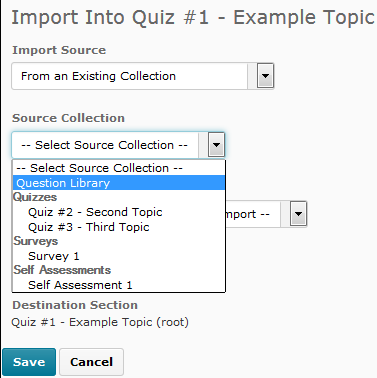 Import Into Quiz #1 - Example Topic
Import Source
From an Existing Collection
Source Collection
-- Select Source Collection --
-- Select Source Collection --
Question Library
Quizzes
Quiz #2 - Second Topic
Quiz #3 - Third Topic
mport --
Surveys
Survey 1
Self Assessments
Self Assessment 1
Destination Section
Quiz #1 - Example Topic (root)
Save Cancel